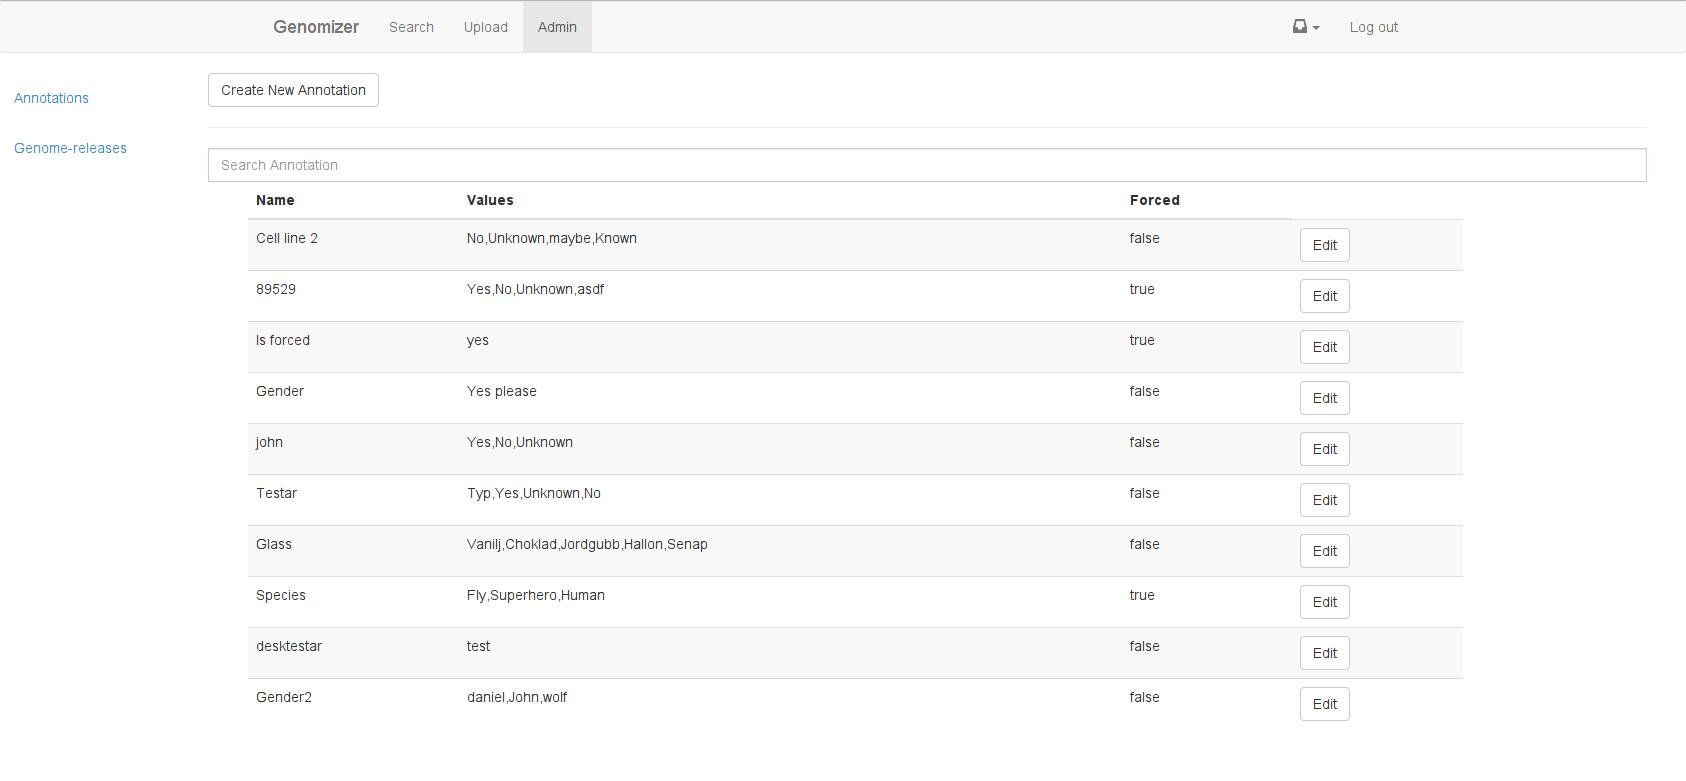 Genomizer Search Upload Admin Log out
Annotations
Create New Annotation
Genome-releases
Search Annotation
Name Values Forced
Cell line 2 No,Unknown,maybe,Known false Edit
89529 Yes,No,Unknown,asdf true Edit
Is forced yes true Edit
Gender Yes please false Edit
john Yes,No,Unknown false Edit
Testar Typ,Yes,Unknown,No false Edit
Glass Vanilj,Choklad,Jordgubb,Hallon,Senap false Edit
Species Fly,Superhero,Human true Edit
desktestar test false Edit
Gender2 daniel,John,wolf false Edit